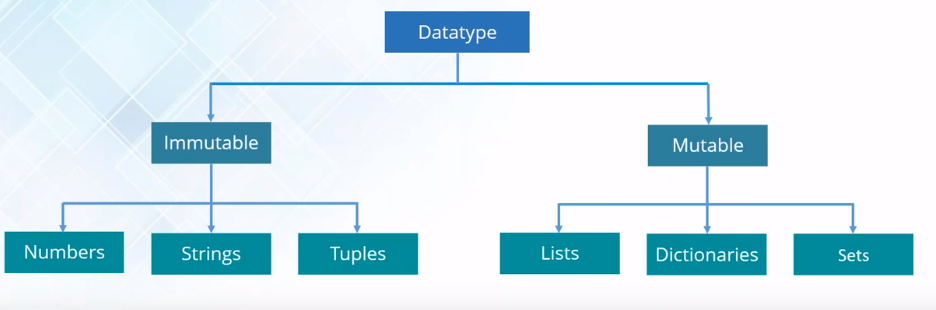 Datatype
Immutable
Mutable
Numbers
Strings
Tuples
Lists
Dictionaries
Sets